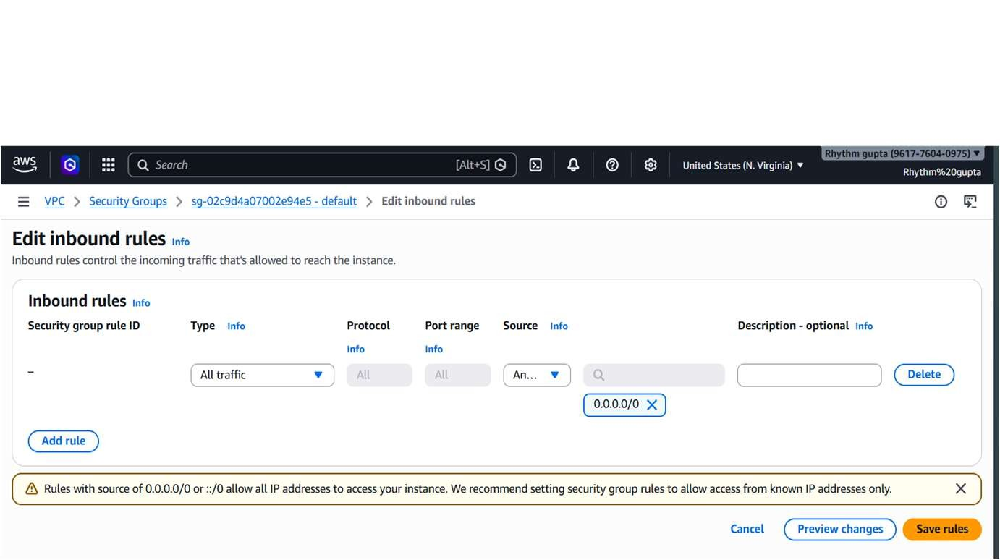 aws
Search [Alt+S]
United States (N. Virginia)
Rhythm gupta (9617-7604-0975)
Rhythm%20gupta
VPC Security Groups sg-02c9d4a07002e94e5 - default Edit inbound rules
Edit inbound rules Info
Inbound rules control the incoming traffic that's allowed to reach the instance.
Inbound rules Info
Security group rule ID Type Info Protocol Port range Source Info Description - optional Info
Info Info
– All traffic All All An... Delete
0.0.0.0/0
Add rule
Rules with source of 0.0.0.0/0 or ::/0 allow all IP addresses to access your instance. We recommend setting security group rules to allow access from known IP addresses only.
Cancel Preview changes Save rules